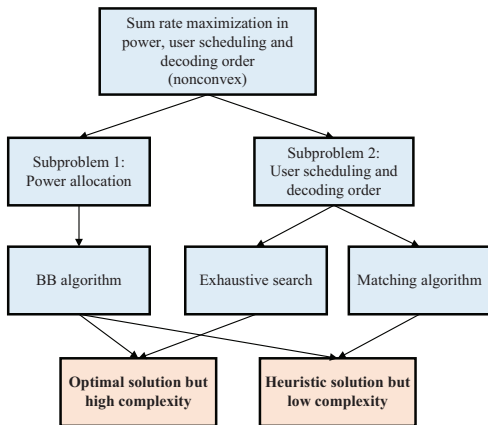 Sum rate maximization in
power, user scheduling and
decoding order
(nonconvex)
Subproblem 1:
Power allocation
Subproblem 2:
User scheduling and
decoding order
BB algorithm
Exhaustive search
Matching algorithm
Optimal solution but
high complexity
Heuristic solution but
low complexity